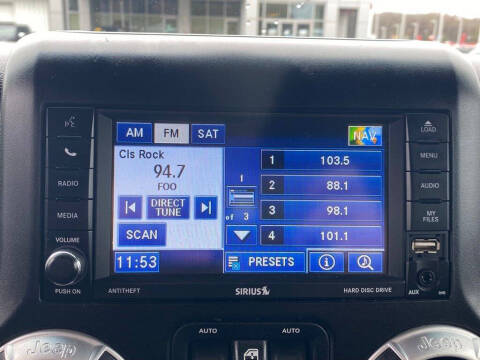 AM FM SAT NAV
LOAD
MENU
RADIO
AUDIO
MEDIA
MY FILES
VOLUME
PUSH ON
Cls Rock
94.7
FOO
DIRECT TUNE
SCAN
11:53
1
of 3
1 103.5
2 88.1
3 98.1
4 101.1
PRESETS
AUX
ANTITHEFT
SIRIUS
HARD DISC DRIVE
AUTO AUTO
Jeep Jeep